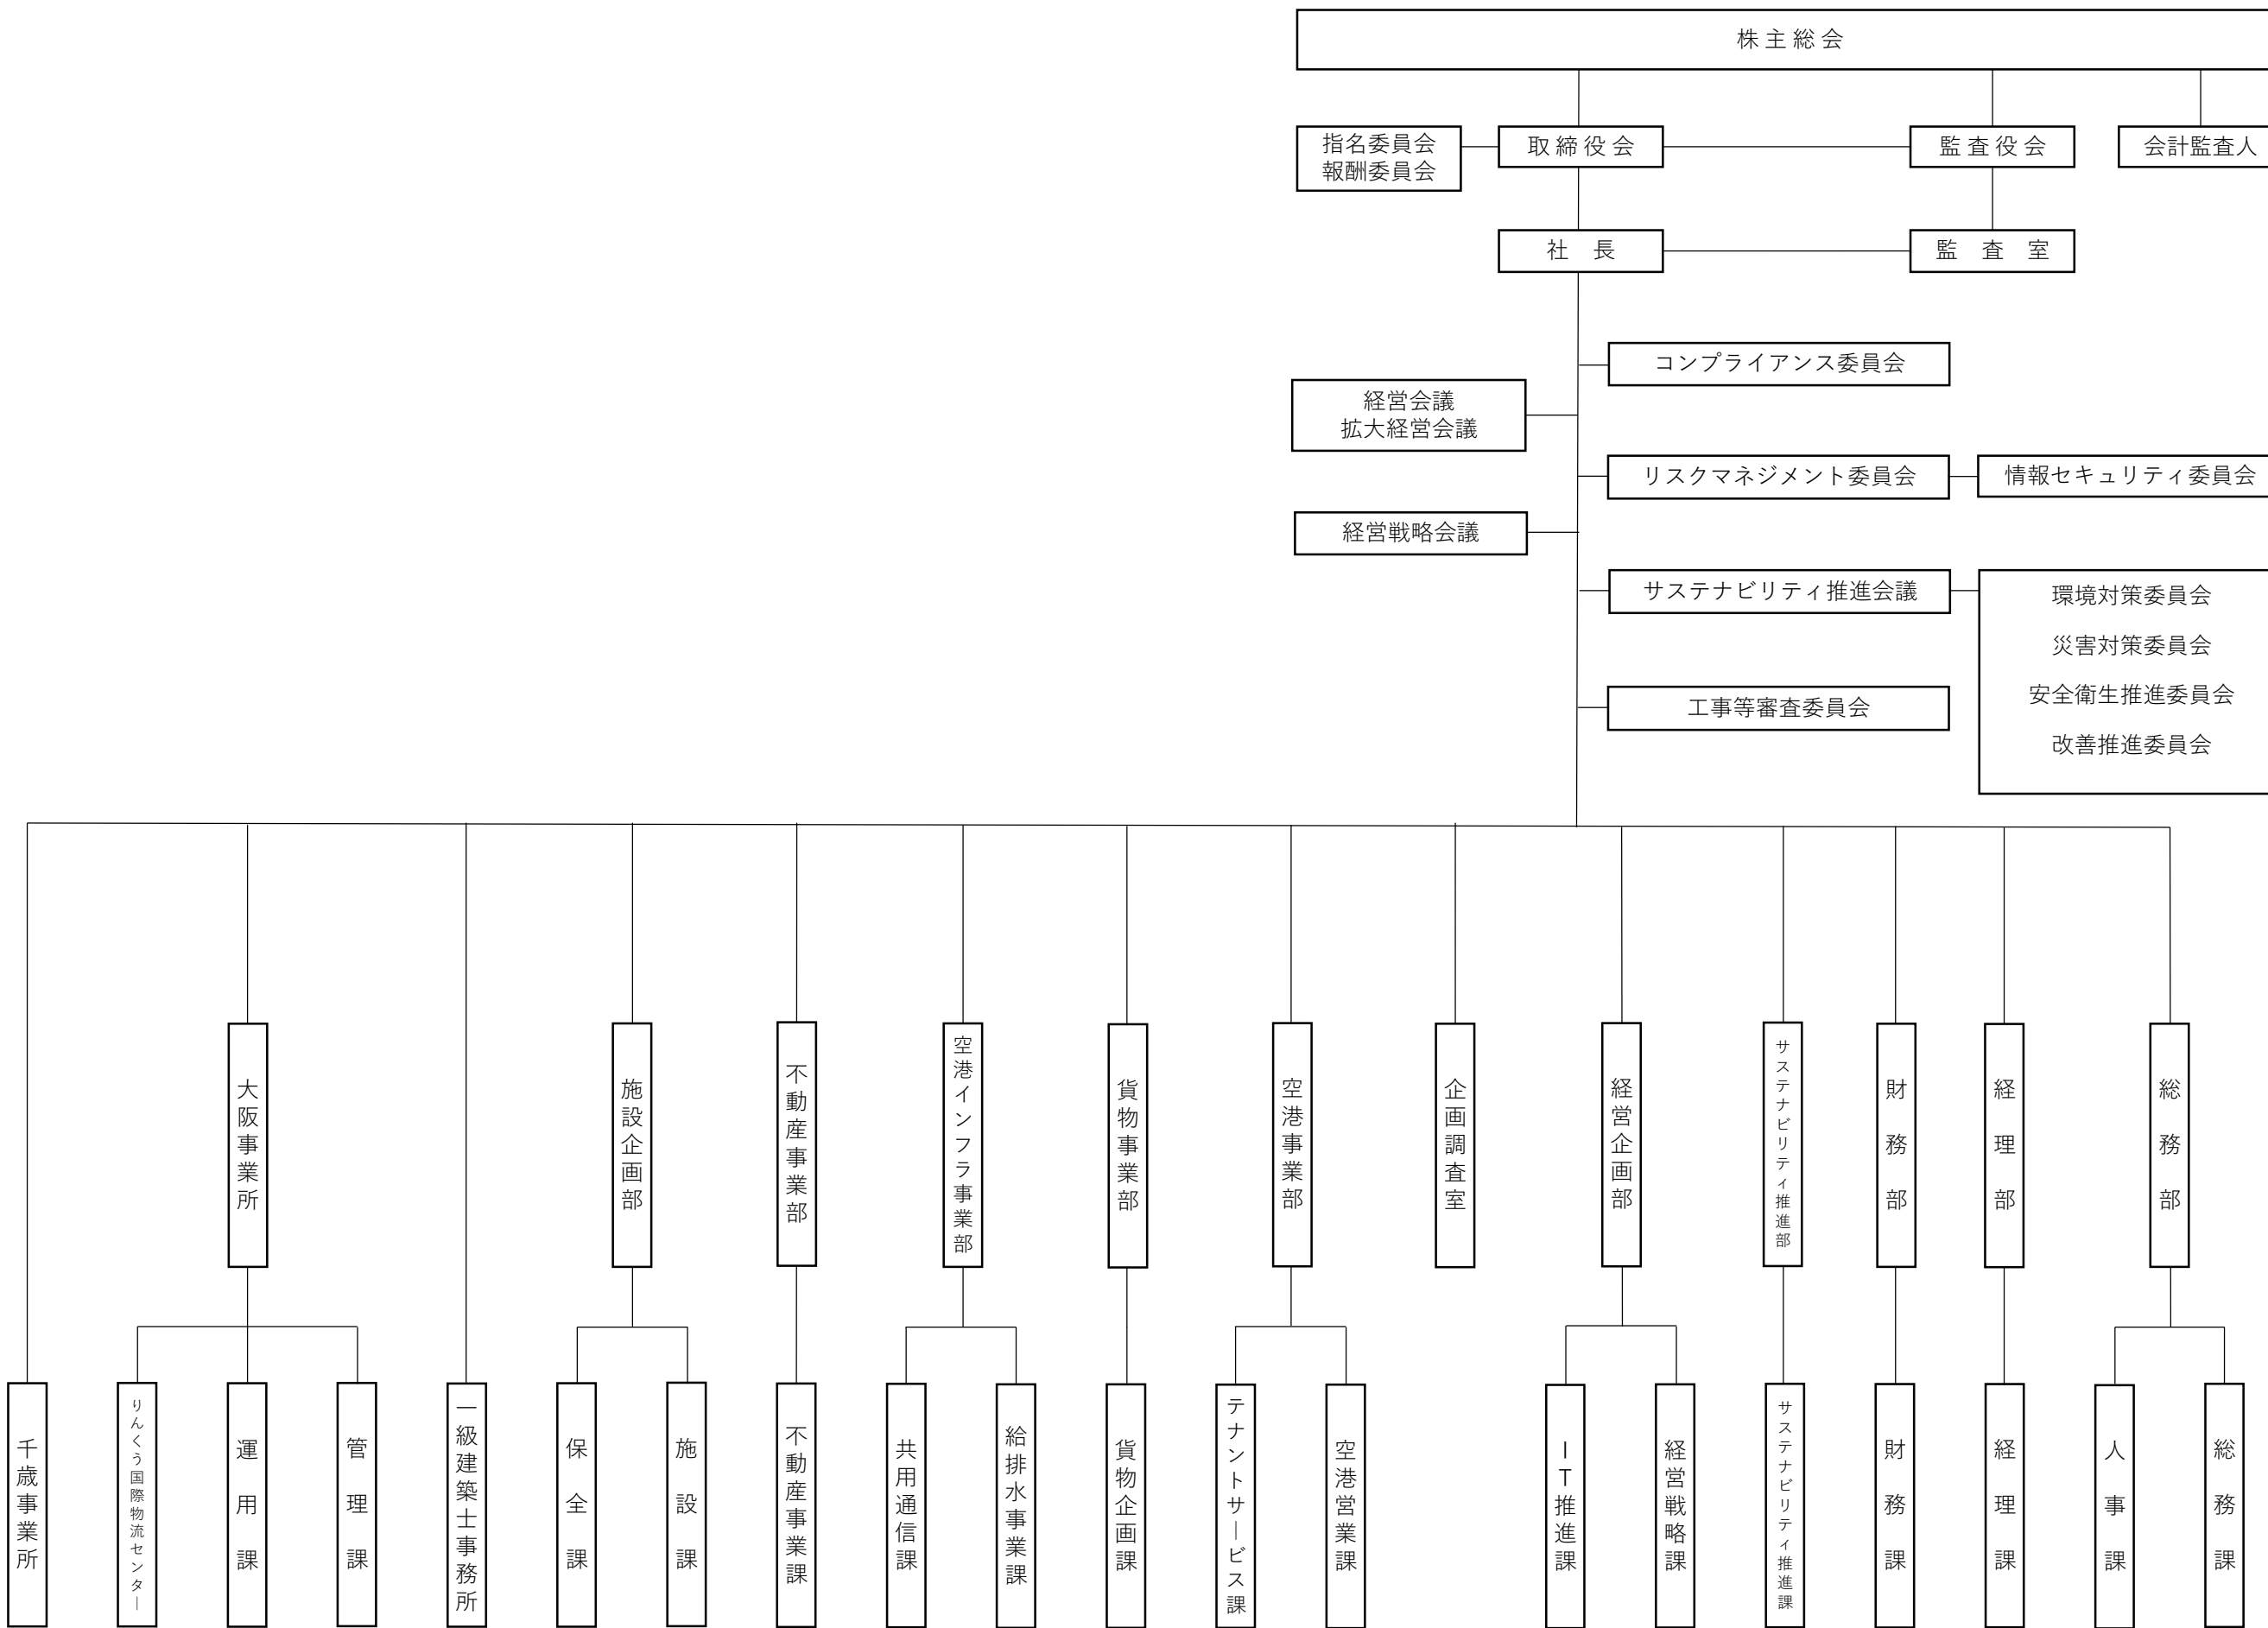 株主総会
指名委員会
報酬委員会
取締役会
監査役会
会計監査人
社　長
監　査　室
コンプライアンス委員会
経営会議
拡大経営会議
リスクマネジメント委員会
情報セキュリティ委員会
経営戦略会議
サステナビリティ推進会議
環境対策委員会
災害対策委員会
安全衛生推進委員会
改善推進委員会
工事等審査委員会
大阪事業所
施設企画部
不動産事業部
空港インフラ事業部
貨物事業部
空港事業部
企画調査室
経営企画部
サステナビリティ推進部
財務部
経理部
総務部
千歳事業所
りんくう国際物流センター
運用課
管理課
一級建築士事務所
保全課
施設課
不動産事業課
共用通信課
給排水事業課
貨物企画課
テナントサービス課
空港営業課
IT推進課
経営戦略課
サステナビリティ推進課
財務課
経理課
人事課
総務課